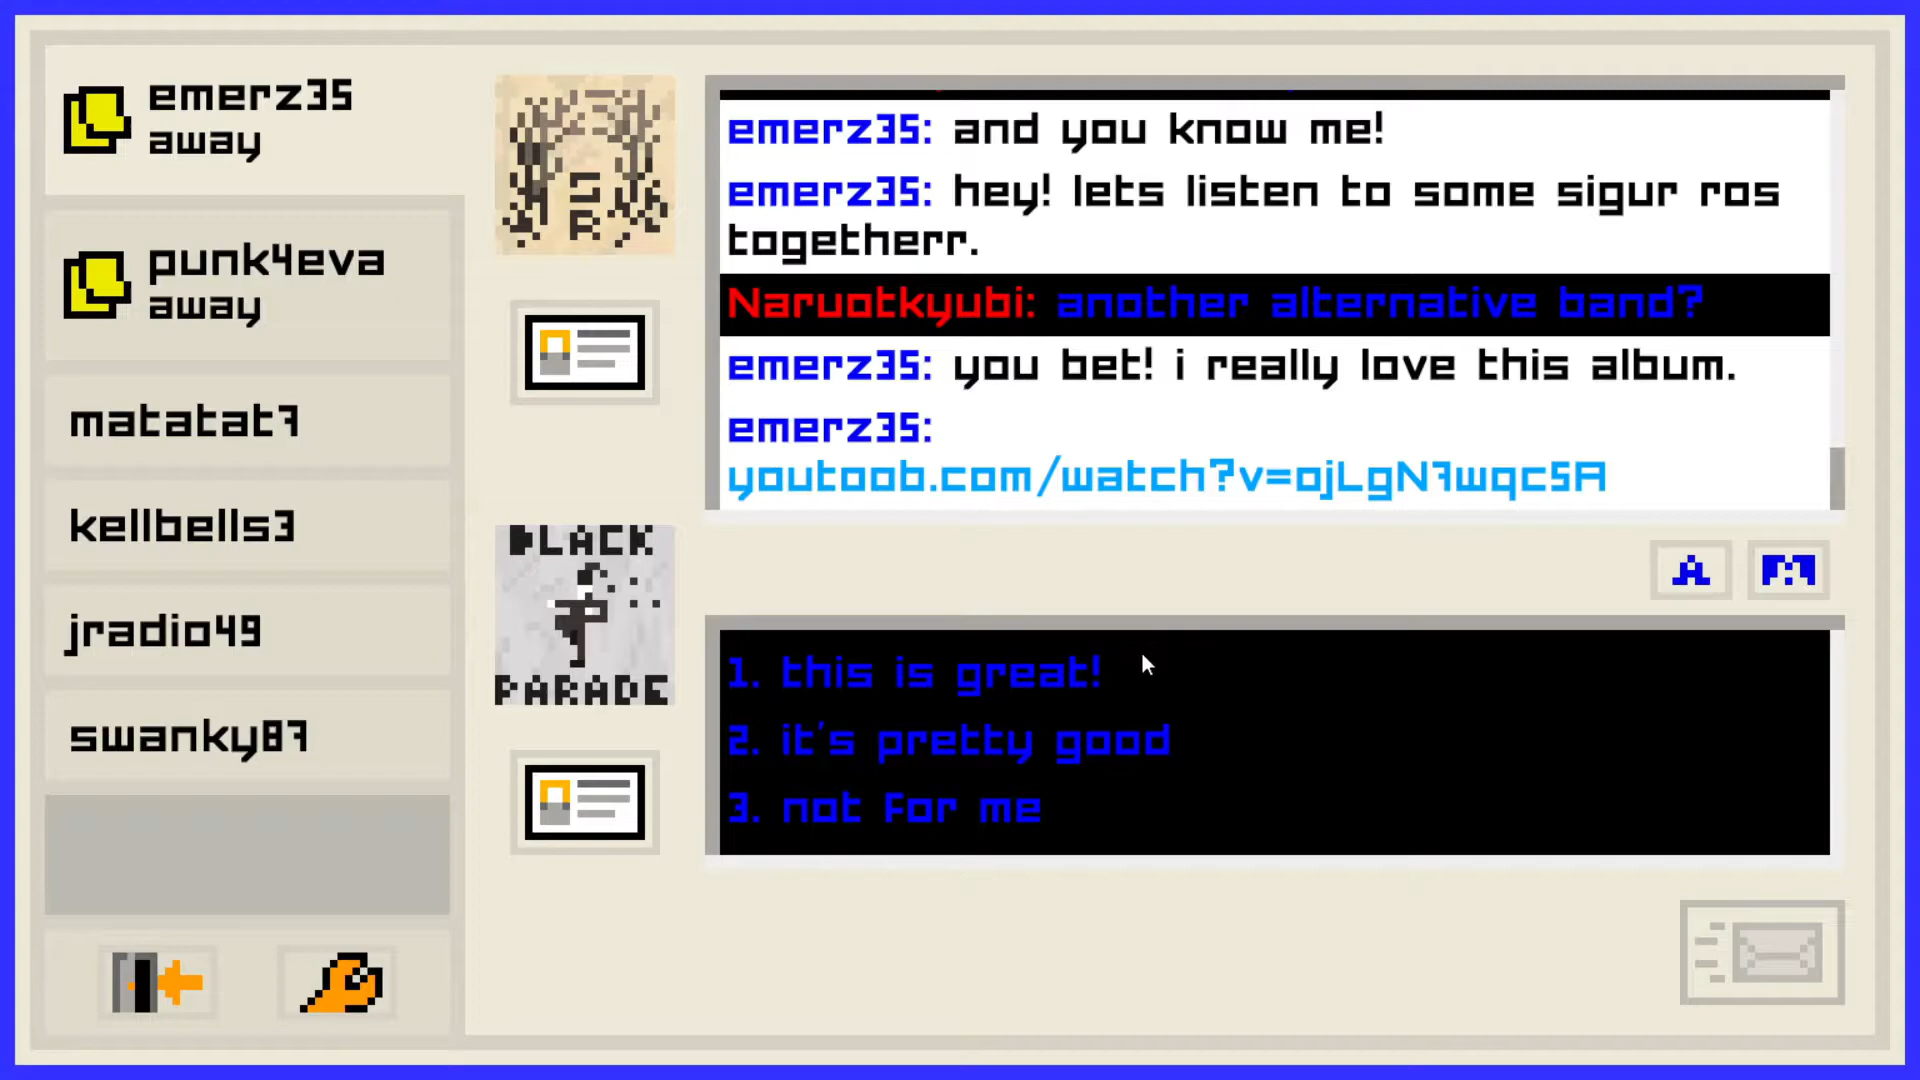 emerz35
away
punk4eva
away
matatat7
kellbells3
jradio49
swanky87
SR
emerz35: and you know me!
emerz35: hey! lets listen to some sigur ros
togetherr.
Naruotkyubi: another alternative band?
emerz35: you bet! i really love this album.
emerz35:
youtoob.com/watch?v=ojLgN7wqc5A
BLACK
PARADE
A
1. this is great!
2. it's pretty good
3. not for me